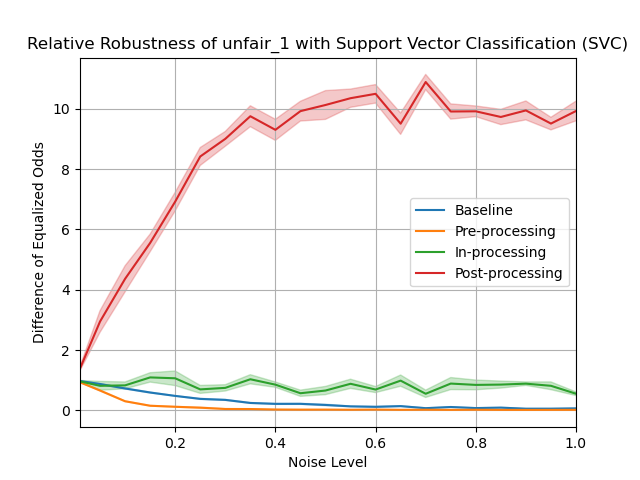 Relative Robustness of unfair_1 with Support Vector Classification (SVC)
Difference of Equalized Odds
10
8
6
4
2
0
Baseline
Pre-processing
In-processing
Post-processing
0.2
0.4
0.6
0.8
1.0
Noise Level